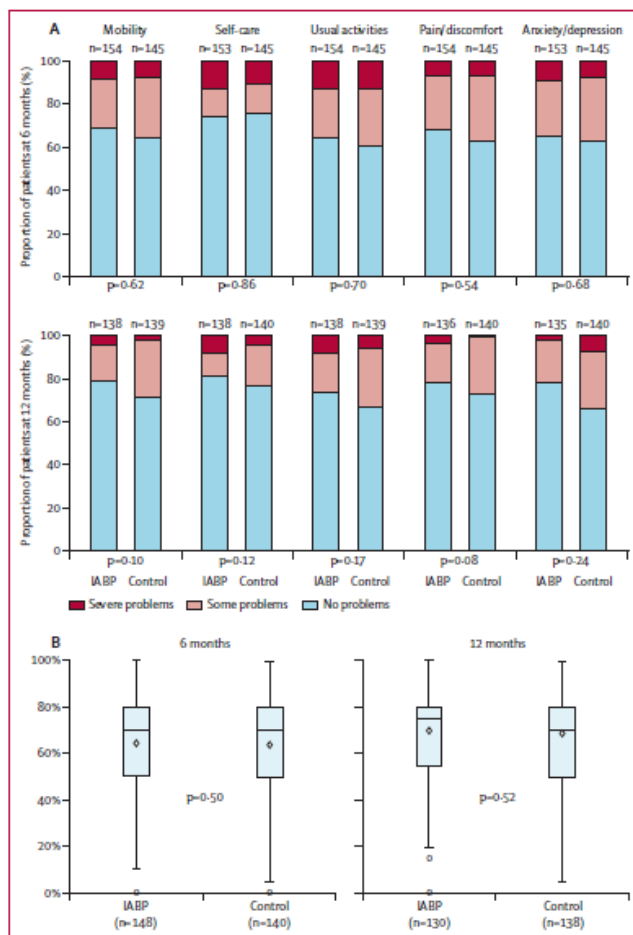 A
Mobility Self-care Usual activities Pain/discomfort Anxiety/depression
n=154 n=145 n=153 n=145 n=154 n=145 n=154 n=145 n=153 n=145
Proportion of patients at 6 months (%)
100
80
60
40
20
0
p=0·62 p=0·86 p=0·70 p=0·54 p=0·68
n=138 n=139 n=138 n=140 n=138 n=139 n=136 n=140 n=135 n=140
Proportion of patients at 12 months (%)
100
80
60
40
20
0
p=0·10 p=0·12 p=0·17 p=0·08 p=0·24
IABP Control IABP Control IABP Control IABP Control IABP Control
Severe problems Some problems No problems
B
6 months 12 months
100%
80%
60%
40%
20%
0%
p=0·50 p=0·52
IABP Control IABP Control
(n=148) (n=140) (n=130) (n=138)